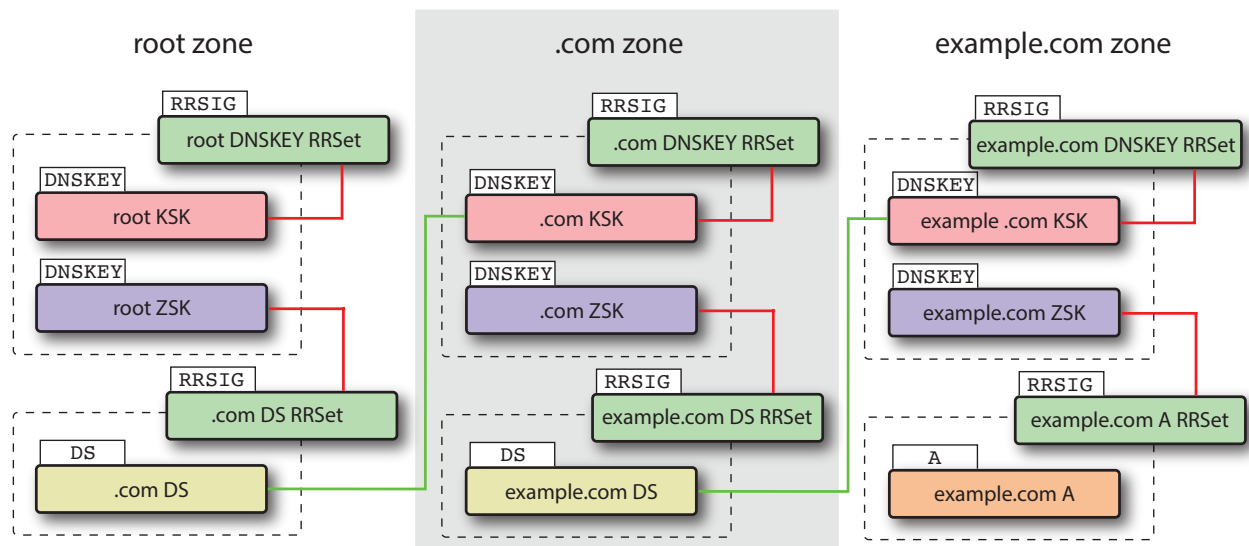 root zone
RRSIG
root DNSKEY RRSet
DNSKEY
root KSK
DNSKEY
root ZSK
RRSIG
.com DS RRSet
DS
.com DS
.com zone
RRSIG
.com DNSKEY RRSet
DNSKEY
.com KSK
DNSKEY
.com ZSK
RRSIG
example.com DS RRSet
DS
example.com DS
example.com zone
RRSIG
example.com DNSKEY RRSet
DNSKEY
example .com KSK
DNSKEY
example.com ZSK
RRSIG
example.com A RRSet
A
example.com A